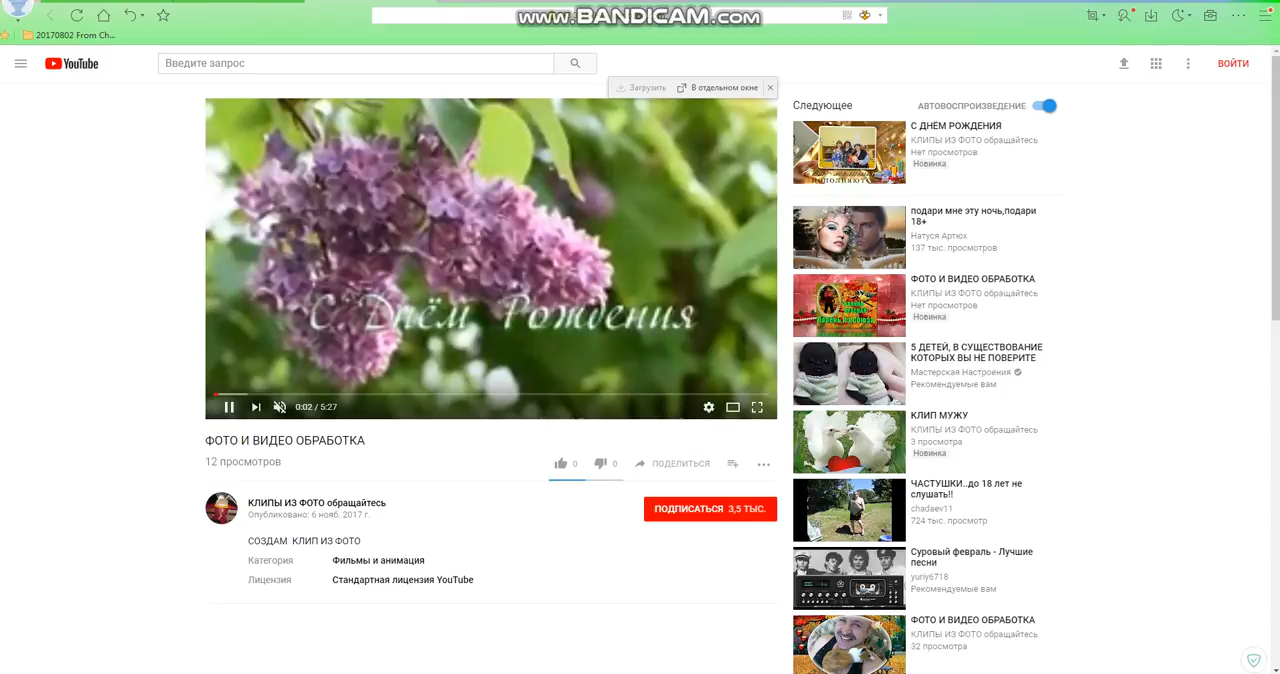 www.BANDICAM.com
20170802 From Ch...
YouTube
Введите запрос
ВОЙТИ
Загрузить
В отдельном окне
С Днём Рождения
0:02 / 5:27
ФОТО И ВИДЕО ОБРАБОТКА
12 просмотров
0
0
ПОДЕЛИТЬСЯ
КЛИПЫ ИЗ ФОТО обращайтесь
Опубликовано: 6 нояб. 2017 г.
ПОДПИСАТЬСЯ 3,5 ТЫС.
СОЗДАМ КЛИП ИЗ ФОТО
Категория
Фильмы и анимация
Лицензия
Стандартная лицензия YouTube
Следующее
АВТОВОСПРОИЗВЕДЕНИЕ
С ДНЁМ РОЖДЕНИЯ
КЛИПЫ ИЗ ФОТО обращайтесь
Нет просмотров
Новинка
подари мне эту ночь,подари
18+
Натуся Артюх
137 тыс. просмотров
ФОТО И ВИДЕО ОБРАБОТКА
КЛИПЫ ИЗ ФОТО обращайтесь
Нет просмотров
Новинка
5 ДЕТЕЙ, В СУЩЕСТВОВАНИЕ
КОТОРЫХ ВЫ НЕ ПОВЕРИТЕ
Мастерская Настроения
Рекомендуемые вам
КЛИП МУЖУ
КЛИПЫ ИЗ ФОТО обращайтесь
3 просмотра
Новинка
ЧАСТУШКИ..до 18 лет не
слушать!!
chadaev11
724 тыс. просмотр
Суровый февраль - Лучшие
песни
yuriy6718
Рекомендуемые вам
ФОТО И ВИДЕО ОБРАБОТКА
КЛИПЫ ИЗ ФОТО обращайтесь
32 просмотра